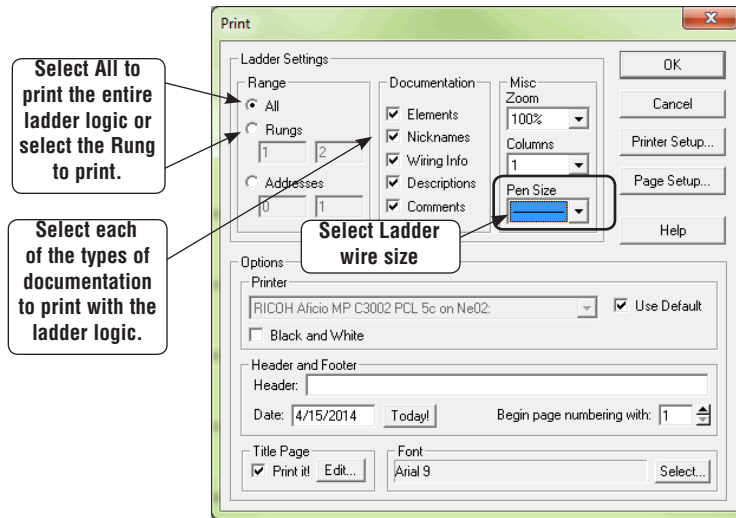 Print
Ladder Settings
Range
All
Rungs
1 2
Addresses
0 1
Documentation
Elements
Nicknames
Wiring Info
Descriptions
Comments
Misc
Zoom
100%
Columns
1
Pen Size
OK
Cancel
Printer Setup...
Page Setup...
Help
Select All to
print the entire
ladder logic or
select the Rung
to print.
Select each
of the types of
documentation
to print with the
ladder logic.
Select Ladder
wire size
Options
Printer
RICOH Aficio MP C3002 PCL 5c on Ne02:
Use Default
Black and White
Header and Footer
Header:
Date: 4/15/2014 Today! Begin page numbering with: 1
Title Page
Print it! Edit...
Font
Arial 9 Select...